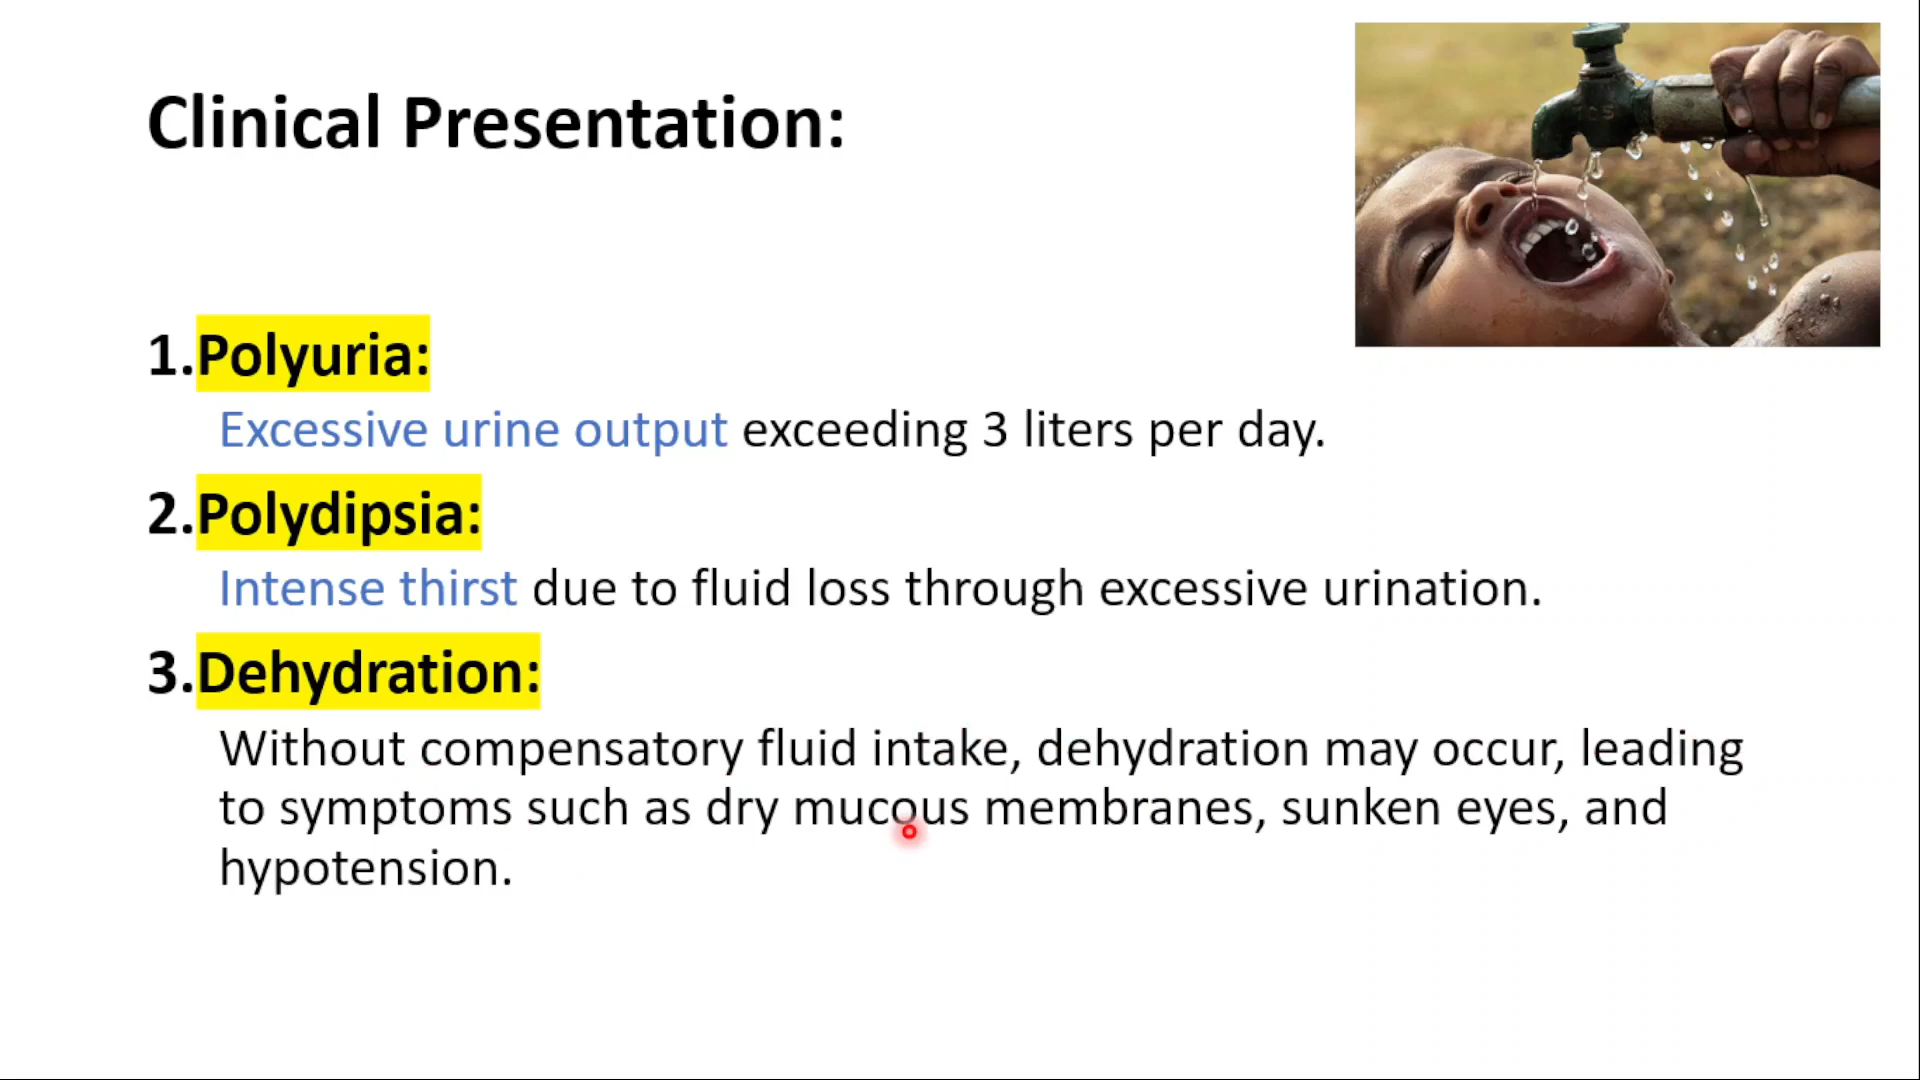 Clinical Presentation:
1.Polyuria:
Excessive urine output exceeding 3 liters per day.
2.Polydipsia:
Intense thirst due to fluid loss through excessive urination.
3.Dehydration:
Without compensatory fluid intake, dehydration may occur, leading
to symptoms such as dry mucous membranes, sunken eyes, and
hypotension.